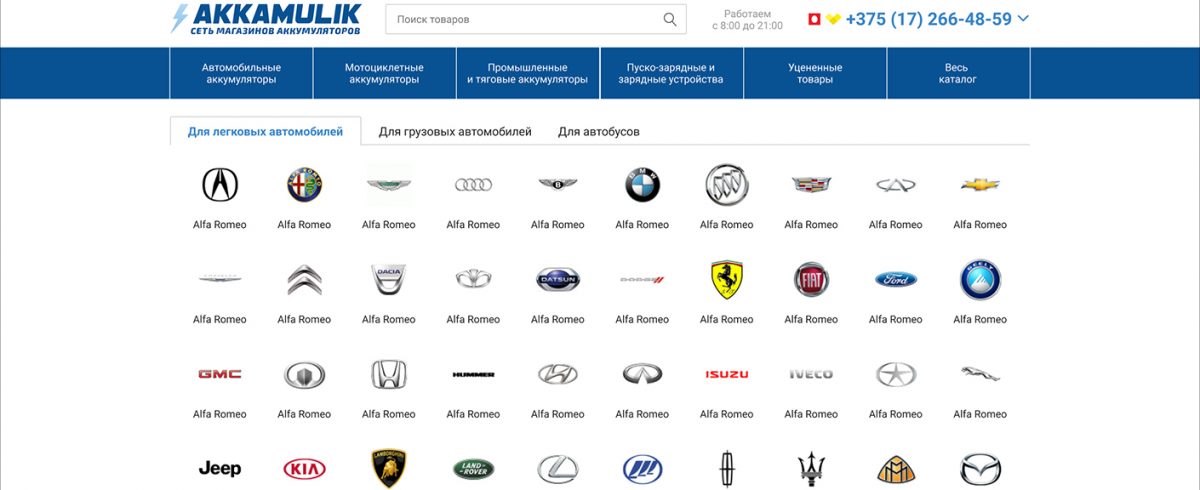 AKKAMULIK
СЕТЬ МАГАЗИНОВ АККУМУЛЯТОРОВ
Поиск товаров
Работаем
с 8:00 до 21:00
+375 (17) 266-48-59
Автомобильные
аккумуляторы
Мотоциклетные
аккумуляторы
Промышленные
и тяговые аккумуляторы
Пуско-зарядные и
зарядные устройства
Уцененные
товары
Весь
каталог
Для легковых автомобилей Для грузовых автомобилей Для автобусов
BMW
Alfa Romeo Alfa Romeo Alfa Romeo Alfa Romeo Alfa Romeo Alfa Romeo Alfa Romeo Alfa Romeo Alfa Romeo Alfa Romeo
CHRYSLER DACIA DATSUN DODGE FIAT Ford GEELY
Alfa Romeo Alfa Romeo Alfa Romeo Alfa Romeo Alfa Romeo Alfa Romeo Alfa Romeo Alfa Romeo Alfa Romeo Alfa Romeo
GMC HUMMER ISUZU IVECO
Alfa Romeo Alfa Romeo Alfa Romeo Alfa Romeo Alfa Romeo Alfa Romeo Alfa Romeo Alfa Romeo Alfa Romeo Alfa Romeo
Jeep KIA LAMBORGHINI LAND ROVER